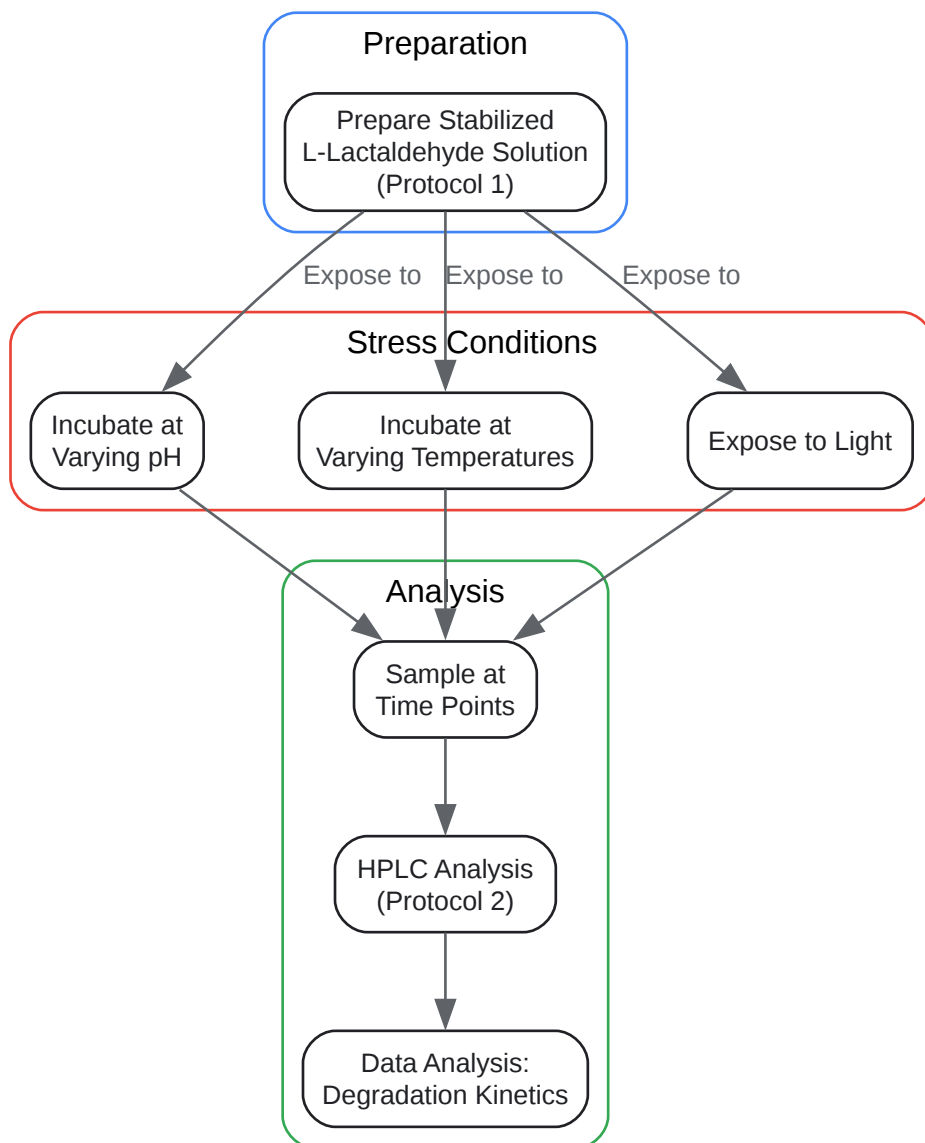 Preparation
Prepare Stabilized
L-Lactaldehyde Solution
(Protocol 1)
Expose to
Expose to
Expose to
Stress Conditions
Incubate at
Varying pH
Incubate at
Varying Temperatures
Expose to Light
Analysis
Sample at
Time Points
HPLC Analysis
(Protocol 2)
Data Analysis:
Degradation Kinetics